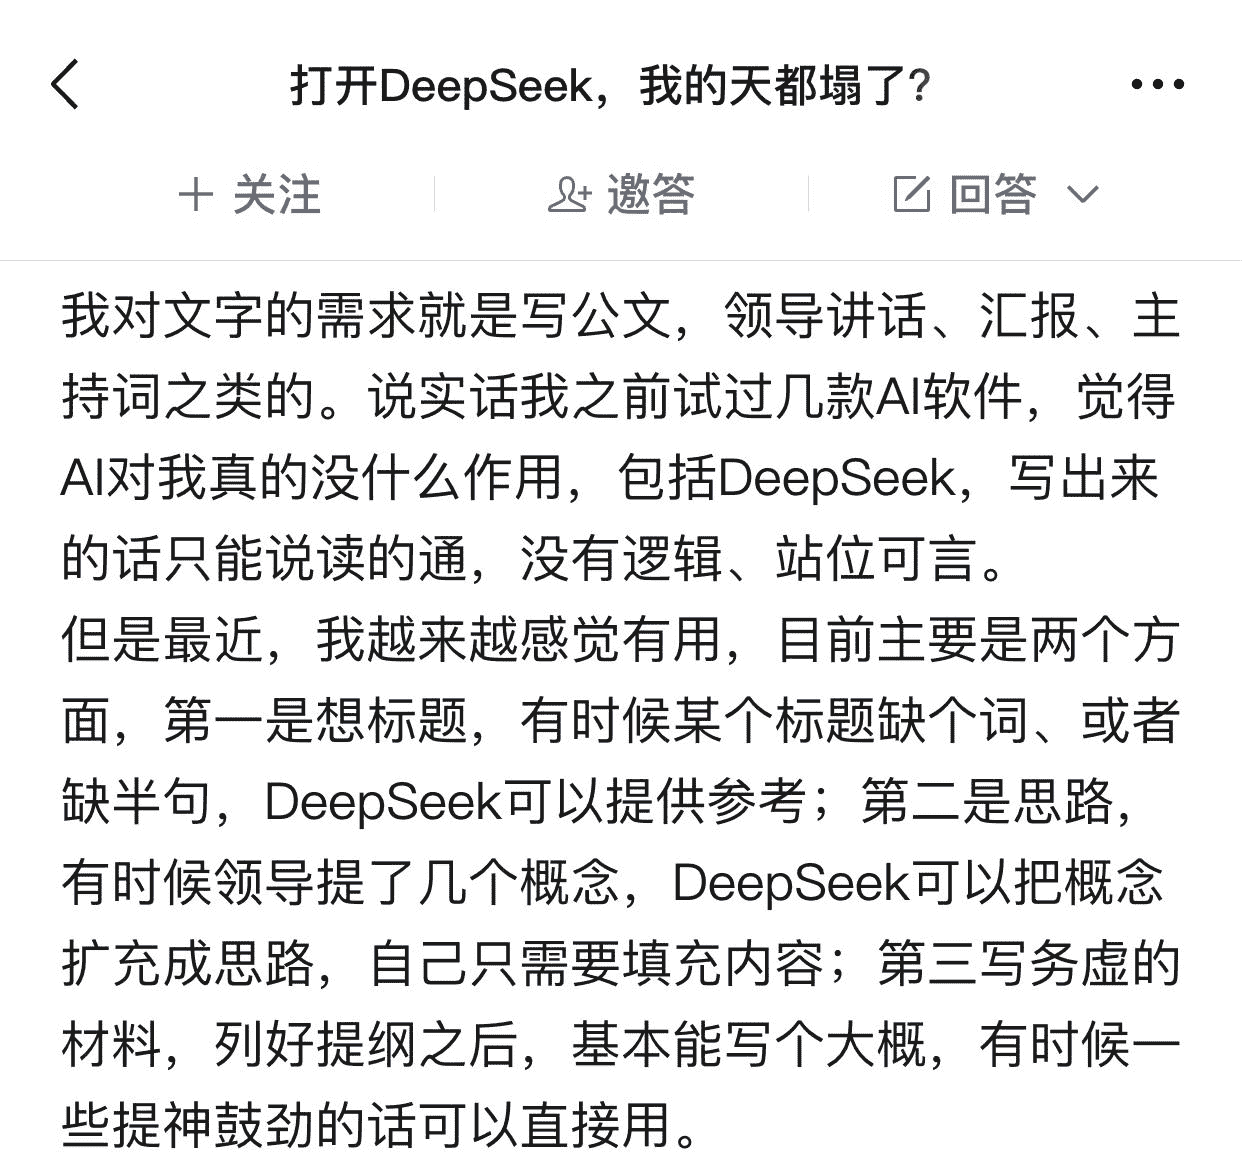 打开DeepSeek，我的天都塌了?
关注
邀答
回答
我对文字的需求就是写公文，领导讲话、汇报、主
持词之类的。说实话我之前试过几款AI软件，觉得
AI对我真的没什么作用，包括DeepSeek，写出来
的话只能说读的通，没有逻辑、站位可言。
但是最近，我越来越感觉有用，目前主要是两个方
面，第一是想标题，有时候某个标题缺个词、或者
缺半句，DeepSeek可以提供参考；第二是思路，
有时候领导提了几个概念，DeepSeek可以把概念
扩充成思路，自己只需要填充内容；第三写务虚的
材料，列好提纲之后，基本能写个大概，有时候一
些提神鼓劲的话可以直接用。